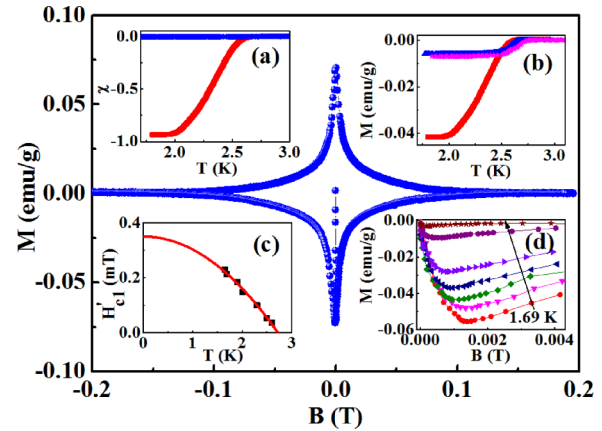 0.10
0.05
0.00
-0.05
-0.10
M (emu/g)
-0.2 -0.1 0.0 0.1 0.2
B (T)
(a)
0.0
-0.5
-1.0
χ
2.0 2.5 3.0
T (K)
(b)
0.00
-0.02
-0.04
M (emu/g)
2.0 2.5 3.0
T (K)
(c)
0.4
0.2
0.0
H'c1 (mT)
0 1 2 3
T (K)
(d)
0.00
-0.02
-0.04
-0.06
M (emu/g)
1.69 K
0.000 0.002 0.004
B (T)